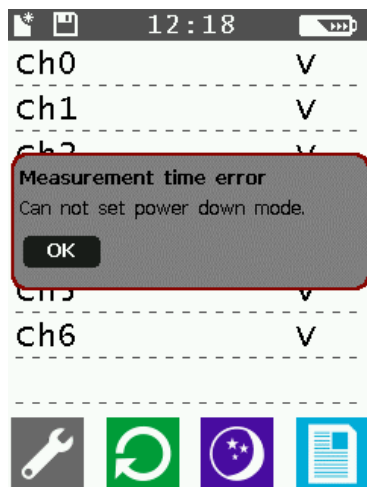 12:18
Ch0 V
Ch1 V
Measurement time error
Can not set power down mode.
OK
Ch6 V